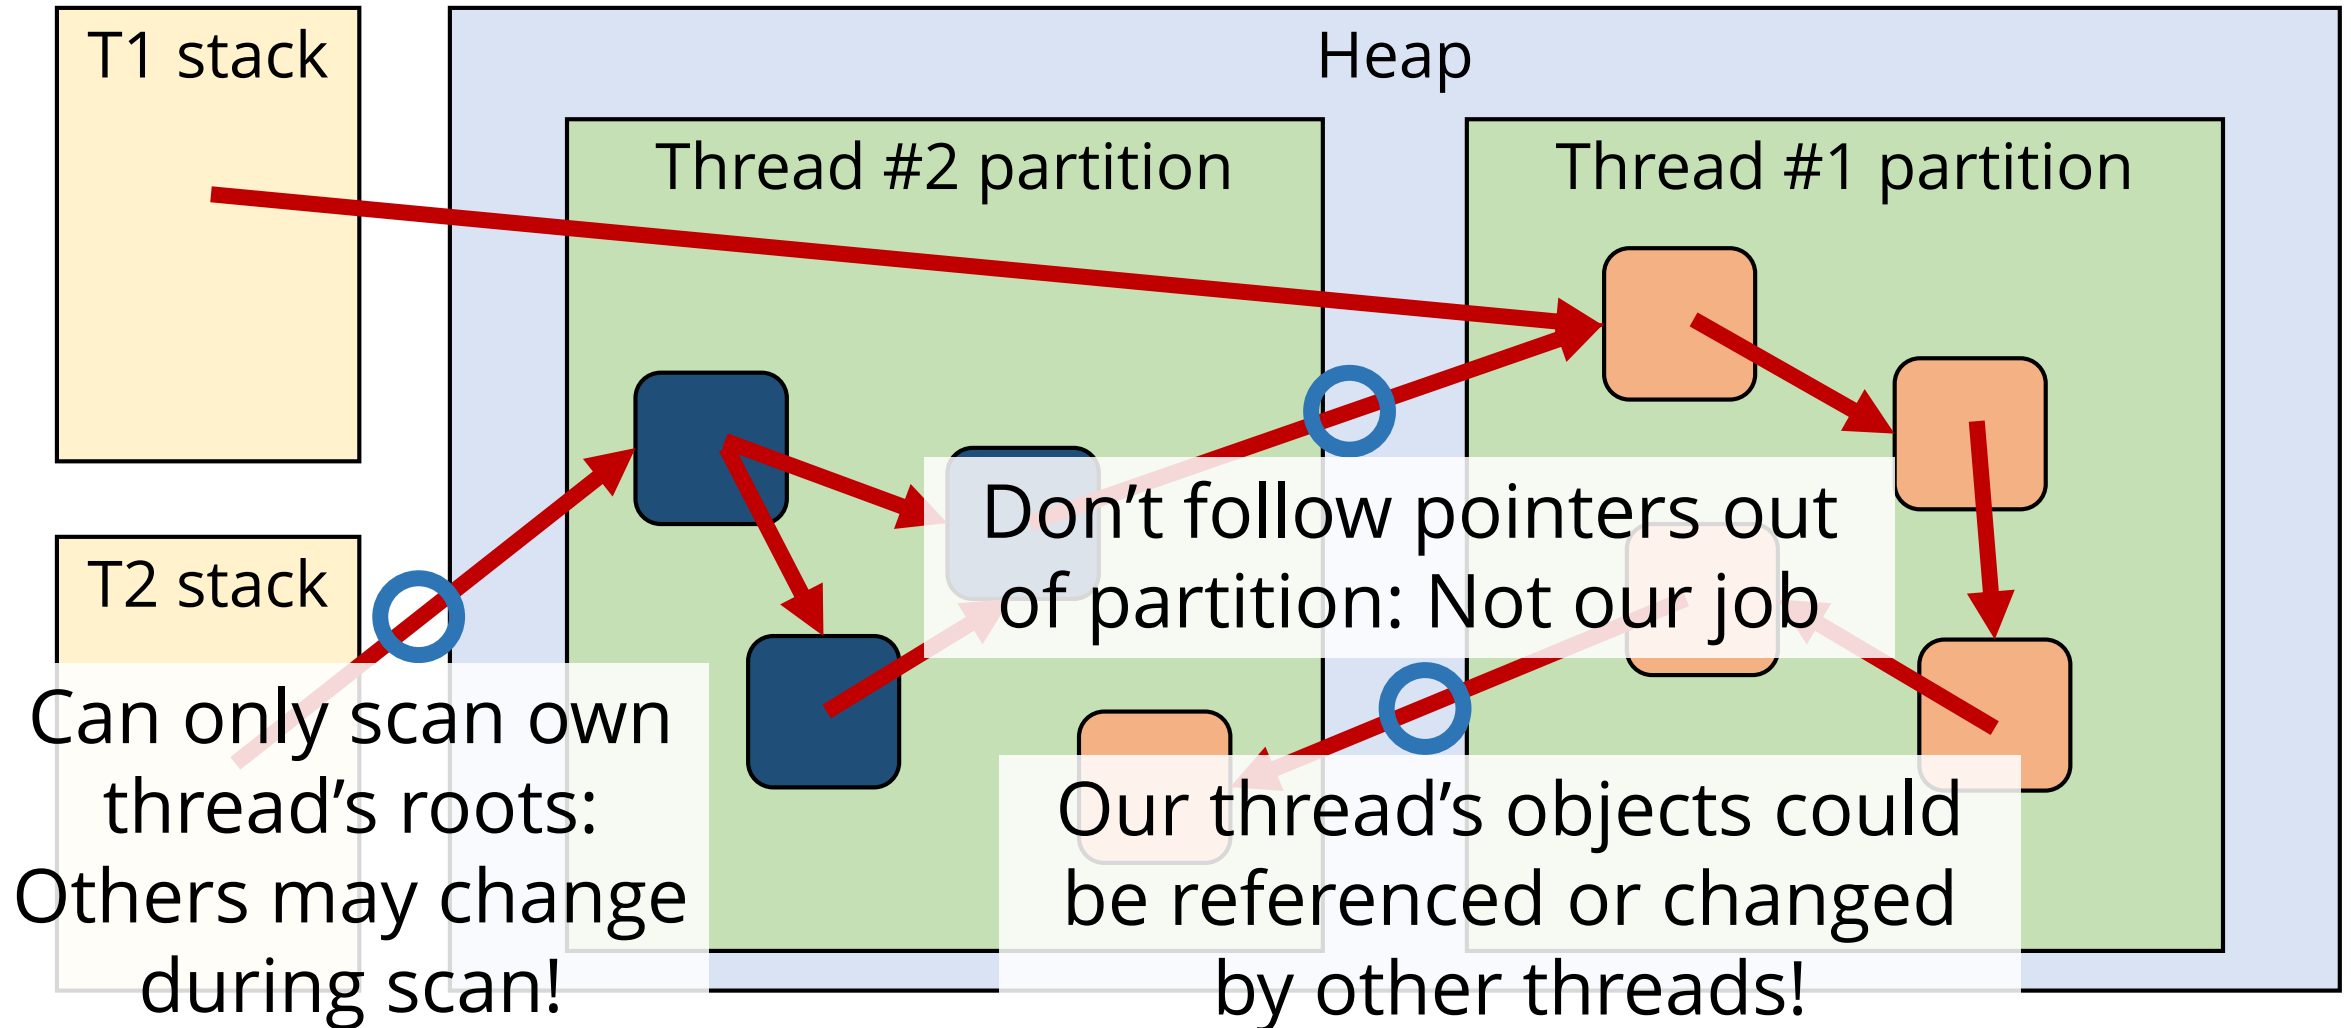 T1 stack
Heap
Thread #2 partition
Thread #1 partition
Don’t follow pointers out
of partition: Not our job
T2 stack
Can only scan own
thread’s roots:
Others may change
during scan!
Our thread’s objects could
be referenced or changed
by other threads!